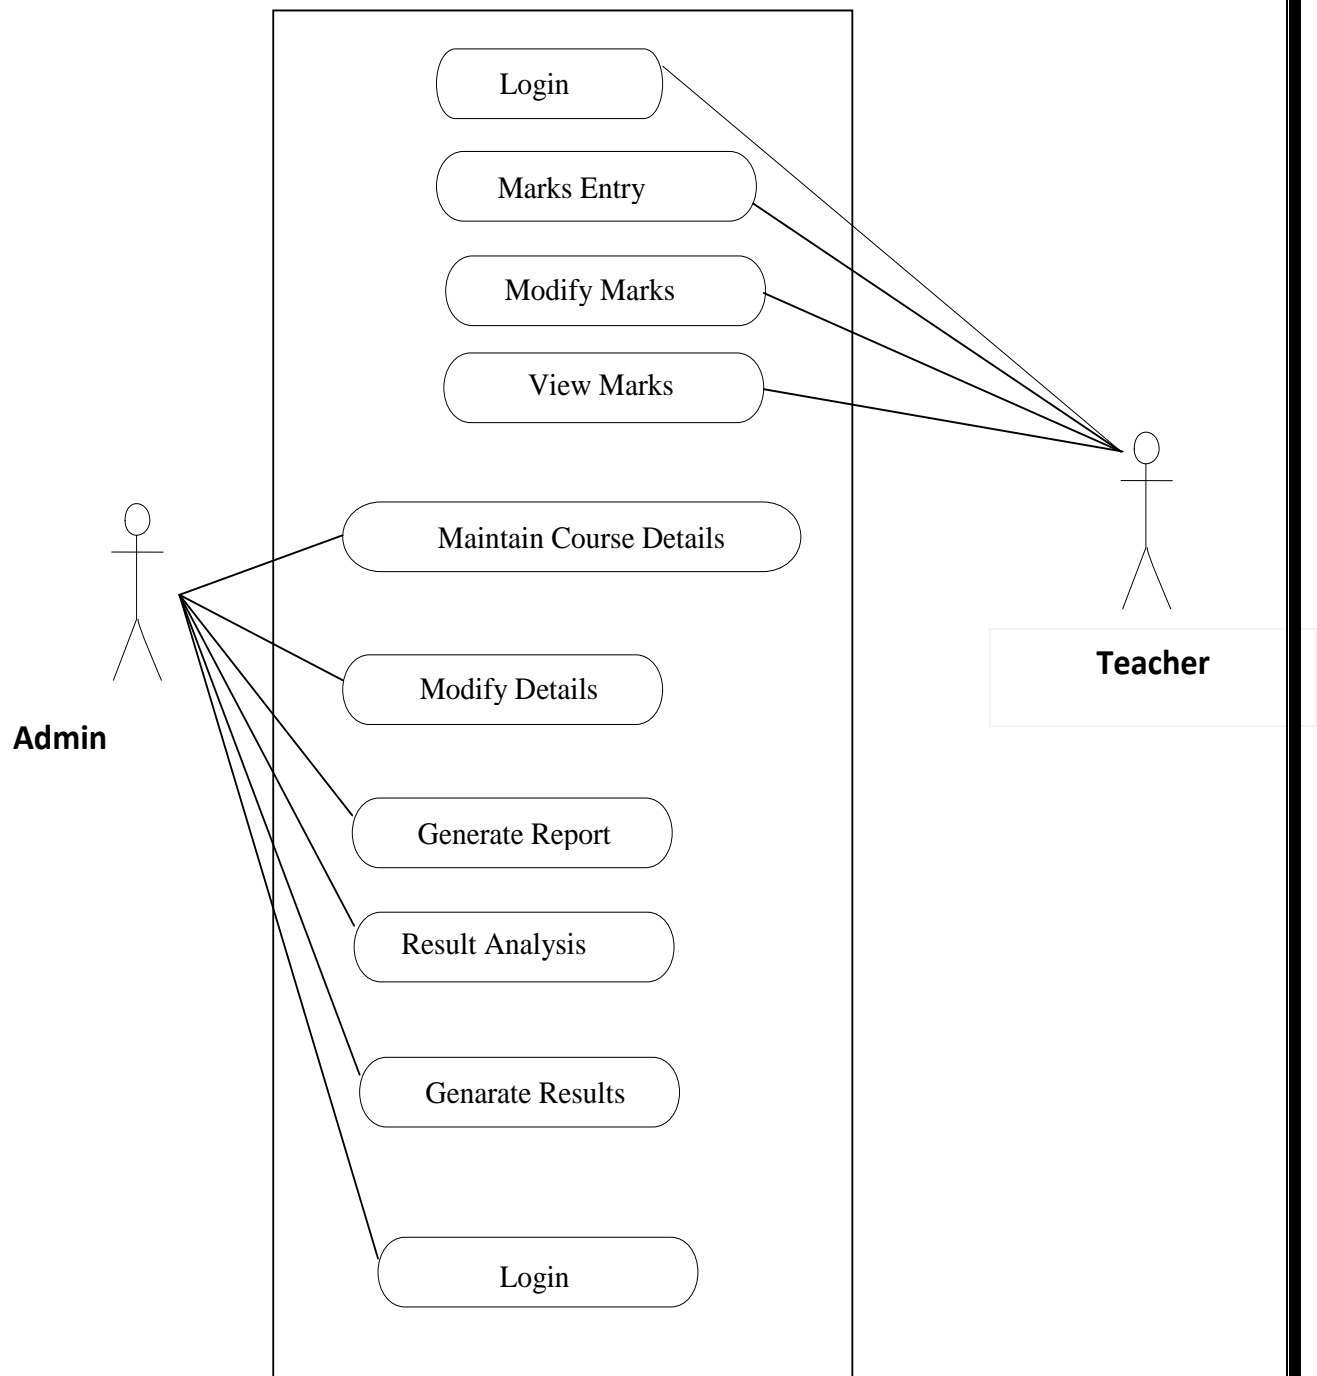 Login
Marks Entry
Modify Marks
View Marks
Maintain Course Details
Teacher
Modify Details
Admin
Generate Report
Result Analysis
Genarate Results
Login